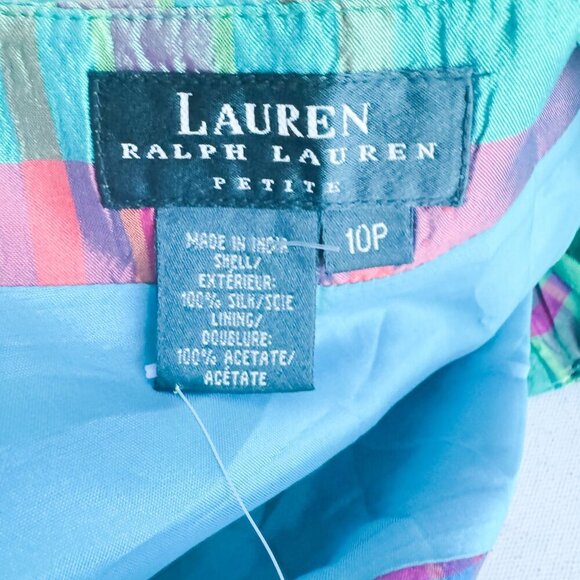 LAUREN
RALPH LAUREN
PETITE
10P
MADE IN INDIA
SHELL/
EXTÉRIEUR:
100% SILK/SOIE
LINING/
DOUBLURE:
100% ACETATE/
ACÉTATE